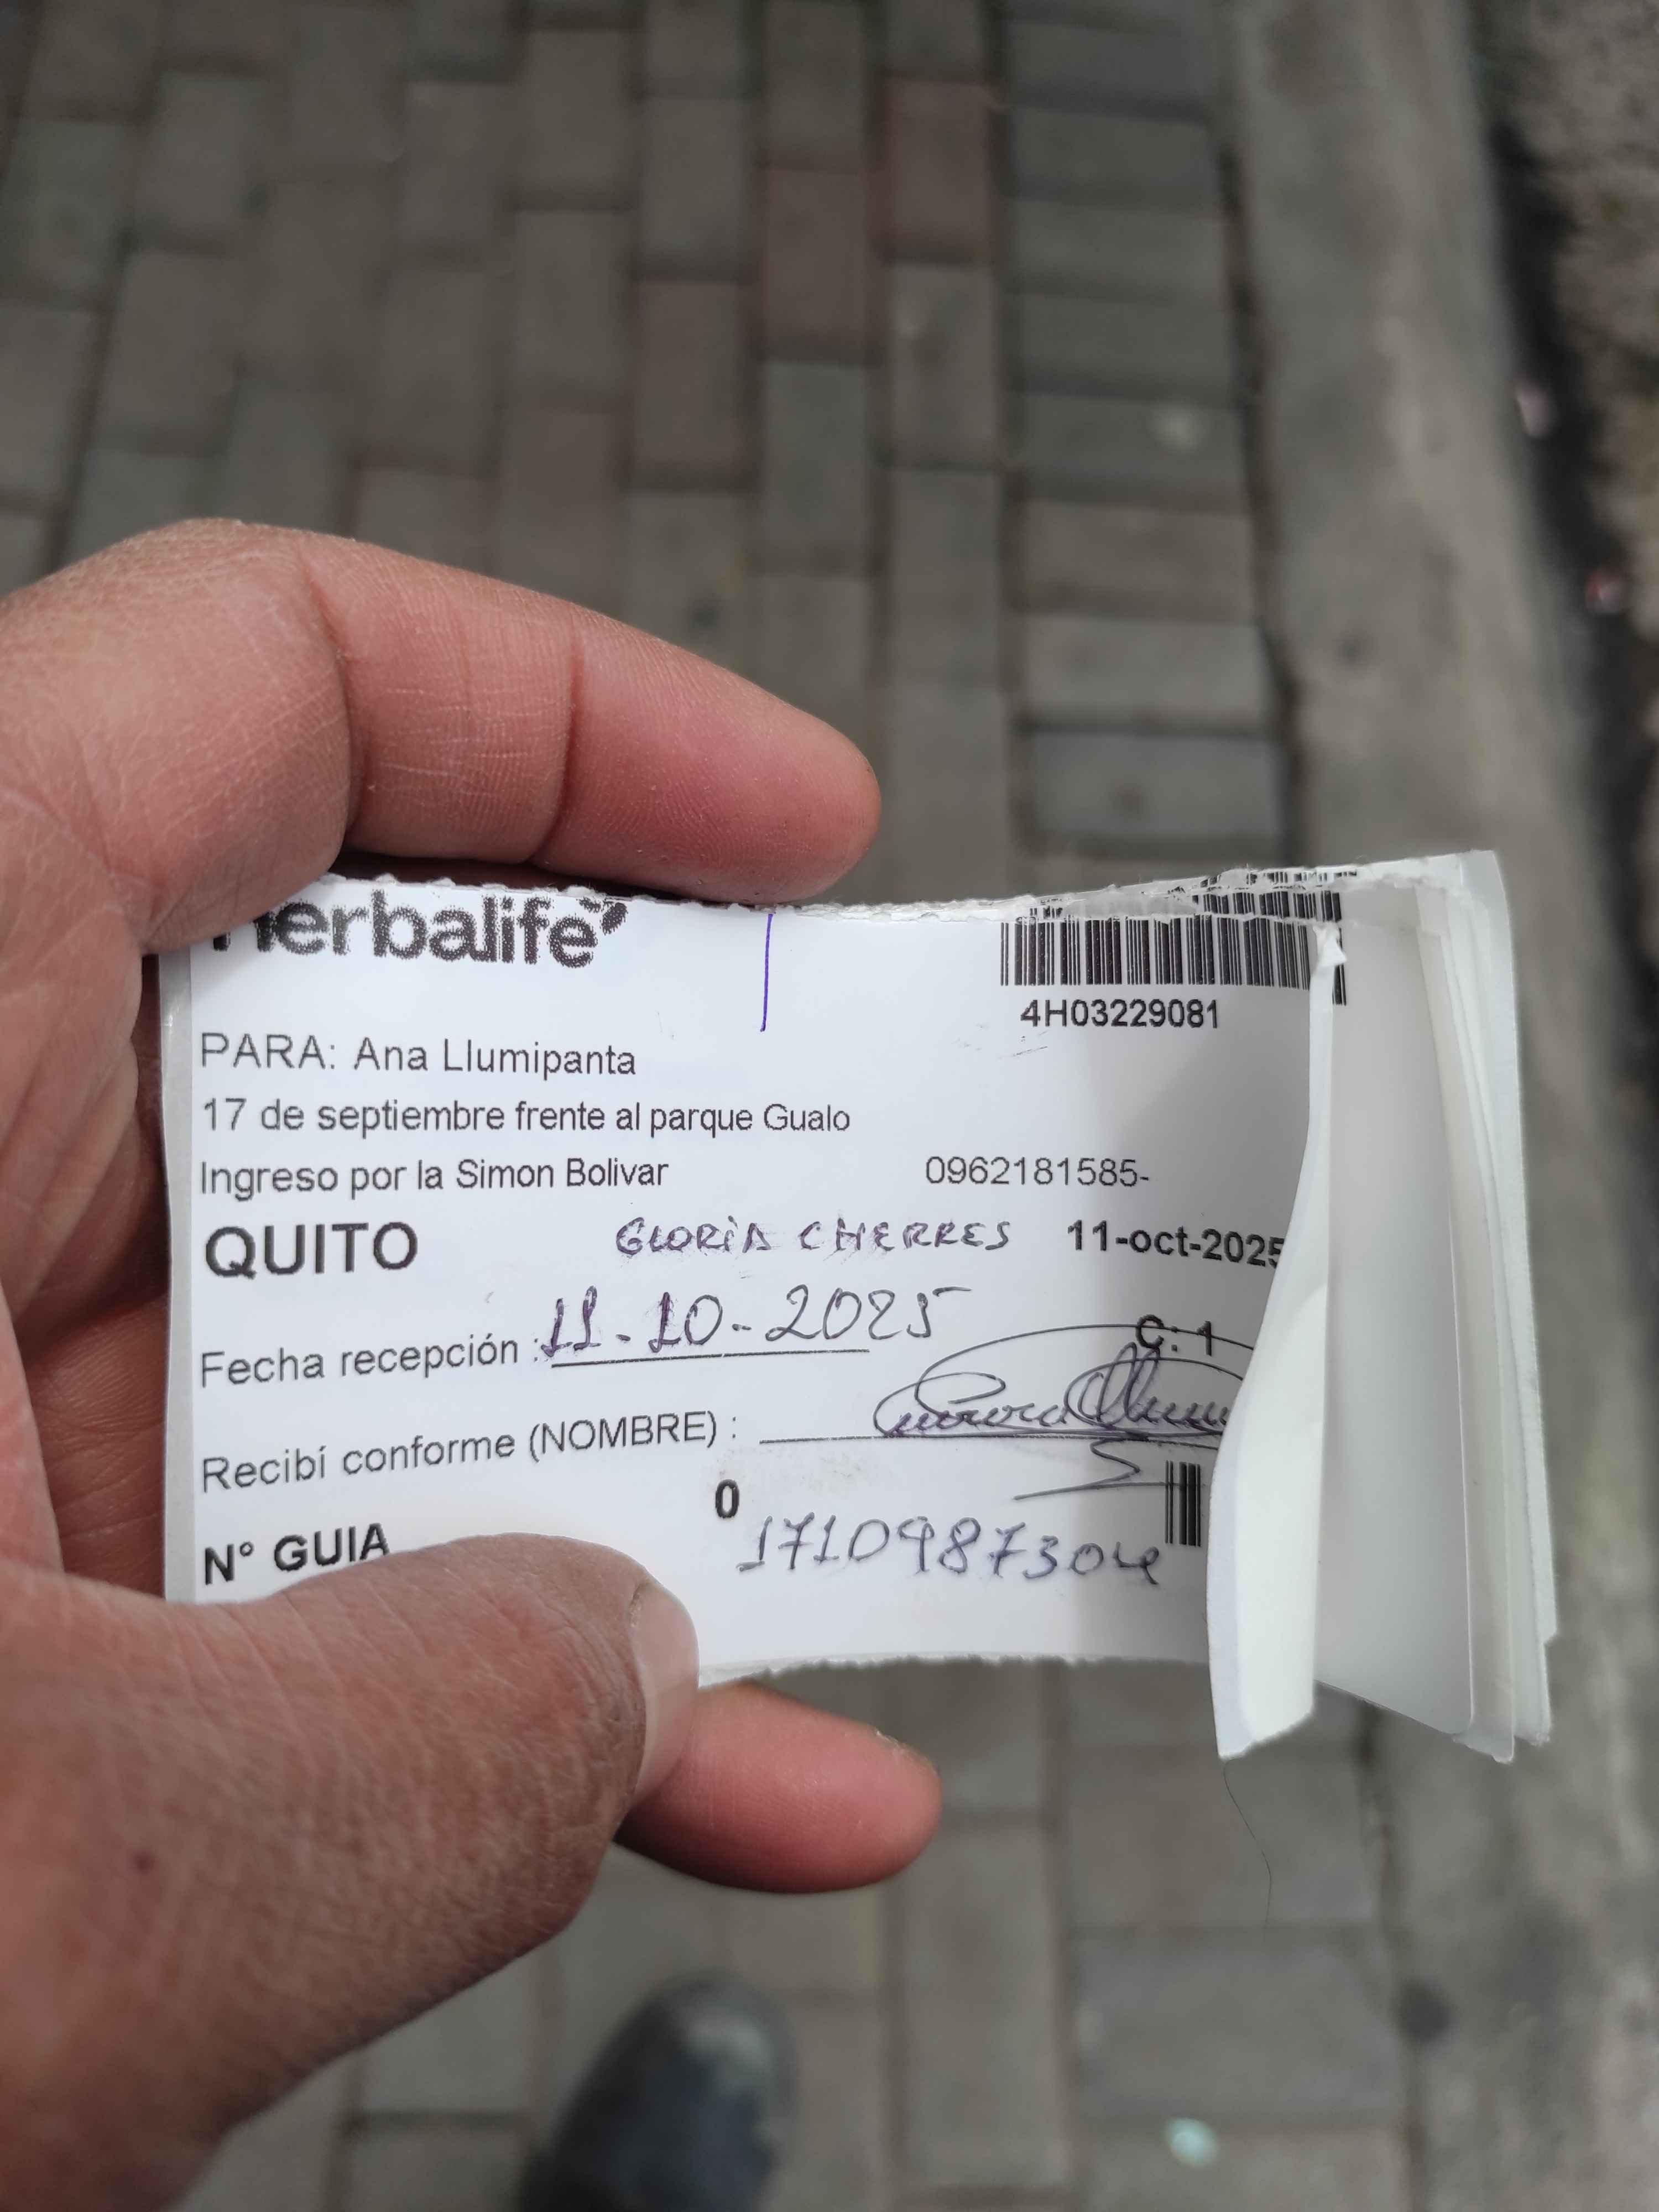 Herbalife
4H03229081
PARA: Ana Llumipanta
17 de septiembre frente al parque Gualo
Ingreso por la Simon Bolivar 0962181585-
QUITO GLORIA CHERRES 11-oct-2025
Fecha recepción : 11-10-2025
C: 1
Recibí conforme (NOMBRE) :
0
N° GUIA 1710987304